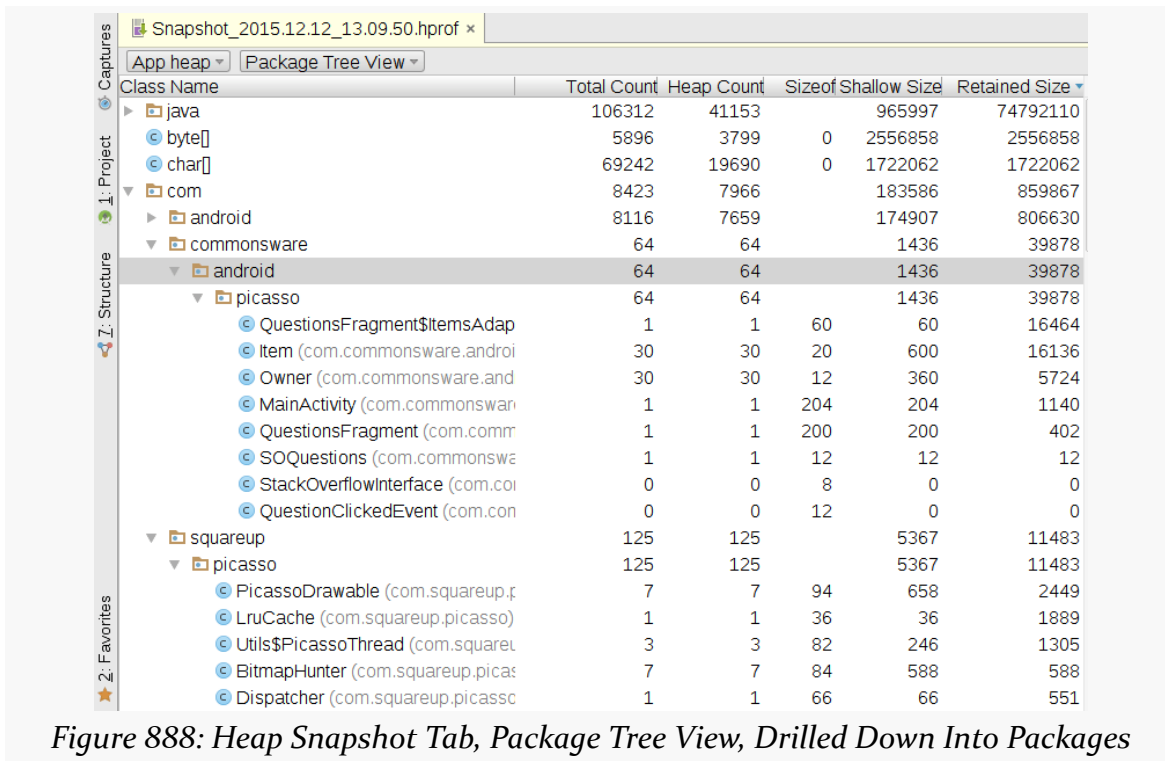 Snapshot_2015.12.12_13.09.50.hprof ×
App heap Package Tree View
Class Name Total Count Heap Count Sizeof Shallow Size Retained Size
java 106312 41153 965997 74792110
byte[] 5896 3799 0 2556858 2556858
char[] 69242 19690 0 1722062 1722062
com 8423 7966 183586 859867
android 8116 7659 174907 806630
commonsware 64 64 1436 39878
android 64 64 1436 39878
picasso 64 64 1436 39878
QuestionsFragment$ItemsAdap 1 1 60 60 16464
Item (com.commonsware.androi 30 30 20 600 16136
Owner (com.commonsware.and 30 30 12 360 5724
MainActivity (com.commonswar 1 1 204 204 1140
QuestionsFragment (com.comm 1 1 200 200 402
SOQuestions (com.commonswa 1 1 12 12 12
StackOverflowInterface (com.co 0 0 8 0 0
QuestionClickedEvent (com.con 0 0 12 0 0
squareup 125 125 5367 11483
picasso 125 125 5367 11483
PicassoDrawable (com.squareup.p 7 7 94 658 2449
LruCache (com.squareup.picasso) 1 1 36 36 1889
Utils$PicassoThread (com.squareu 3 3 82 246 1305
BitmapHunter (com.squareup.picas 7 7 84 588 588
Dispatcher (com.squareup.picasso 1 1 66 66 551
Captures
1: Project
7: Structure
2: Favorites
Figure 888: Heap Snapshot Tab, Package Tree View, Drilled Down Into Packages